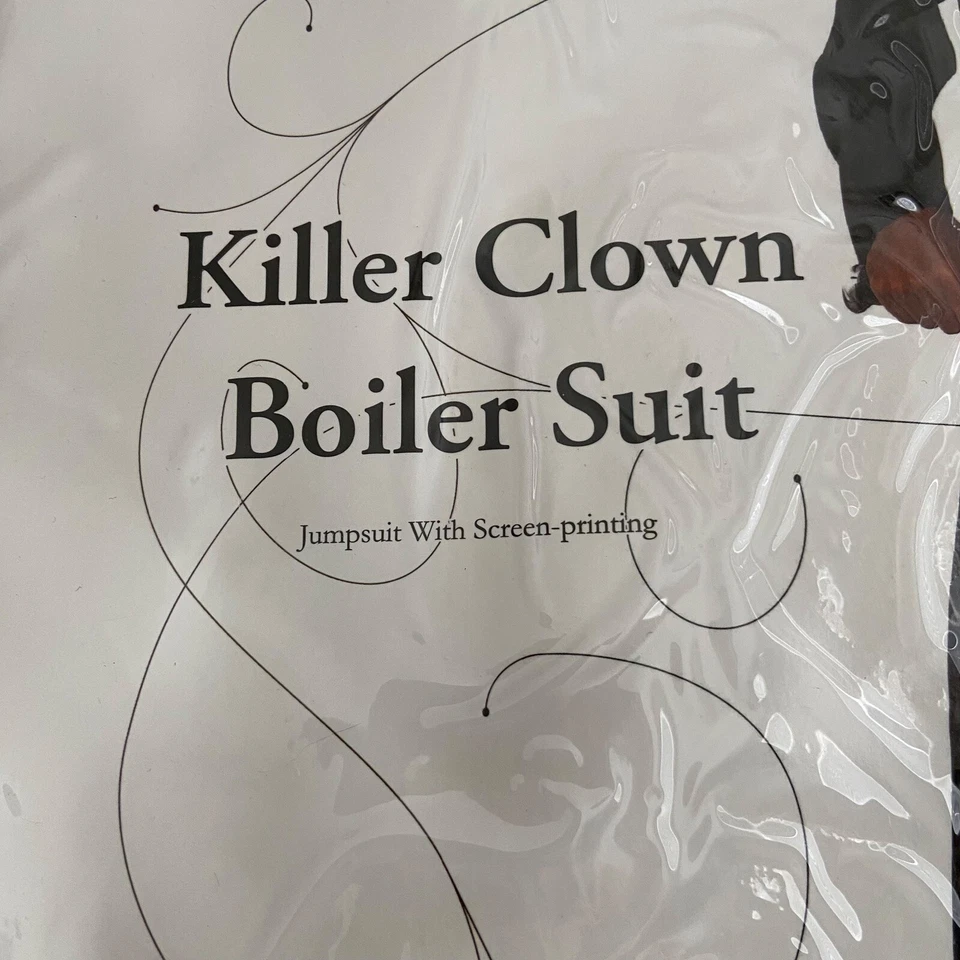 Killer Clown
Boiler Suit
Jumpsuit With Screen-printing